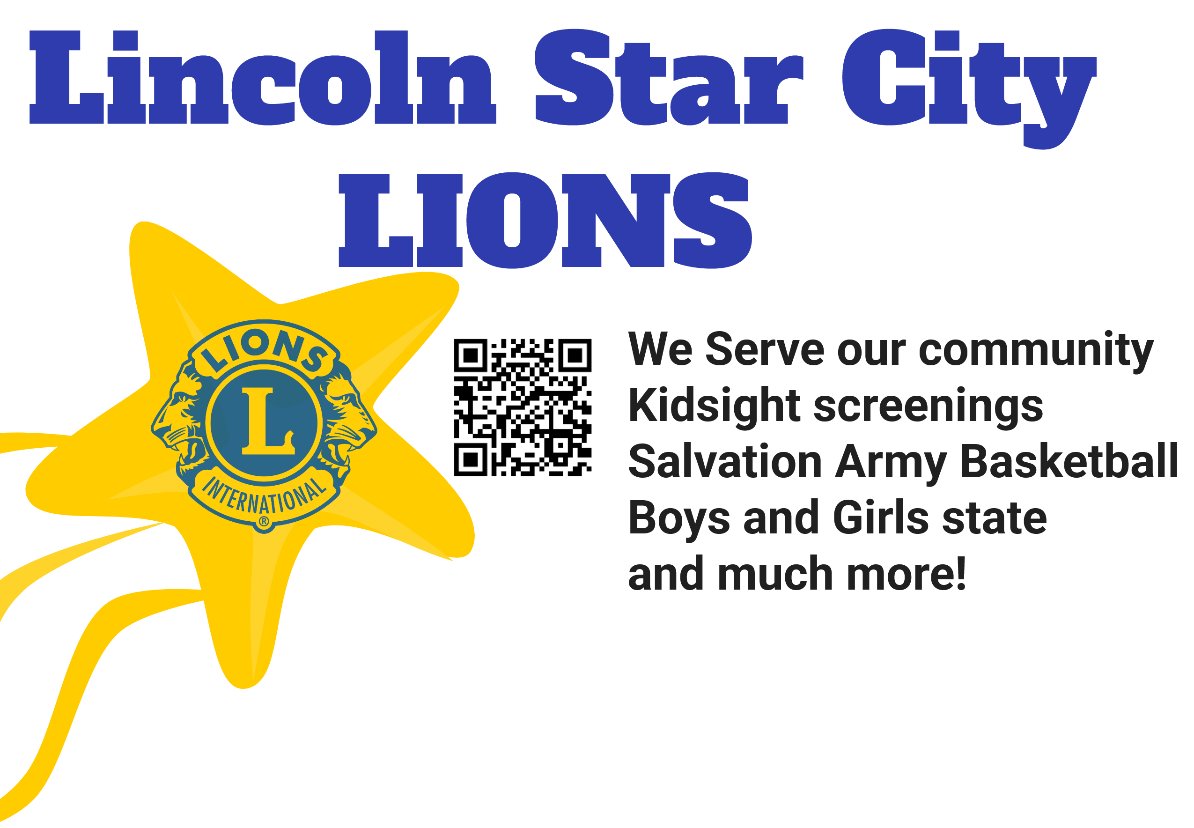 Lincoln Star City
LIONS
LIONS
L
INTERNATIONAL
®
We Serve our community
Kidsight screenings
Salvation Army Basketball
Boys and Girls state
and much more!